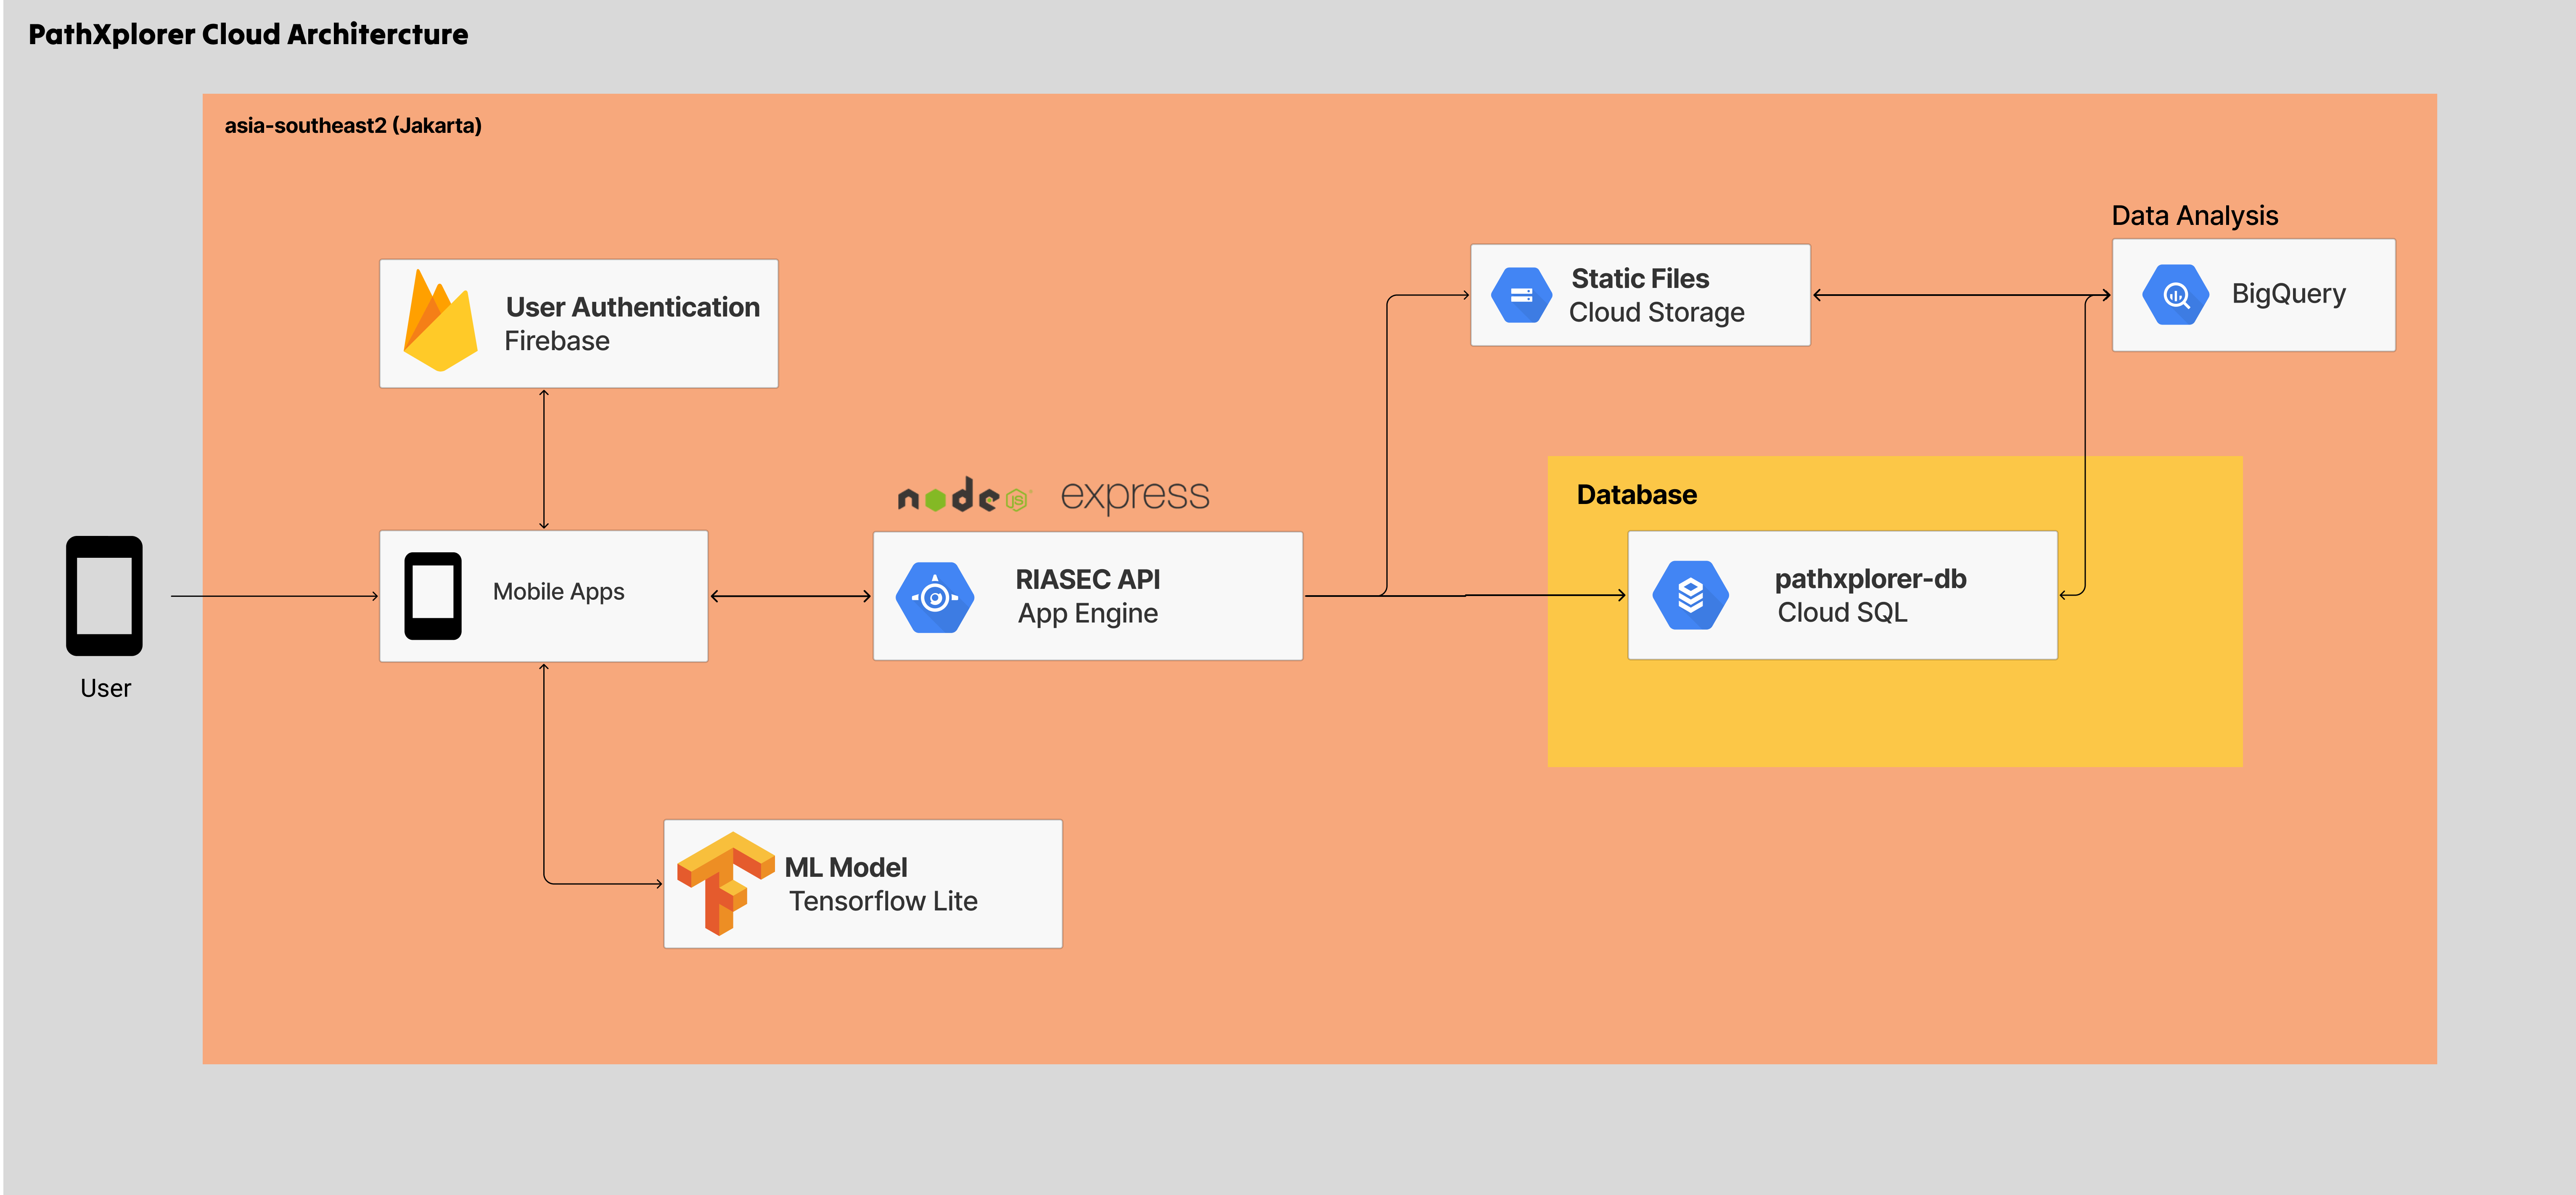 PathXplorer Cloud Architercture
asia-southeast2 (Jakarta)
Data Analysis
BigQuery
Static Files
Cloud Storage
User Authentication
Firebase
node JS
express
Database
User
Mobile Apps
RIASEC API
App Engine
pathxplorer-db
Cloud SQL
ML Model
Tensorflow Lite